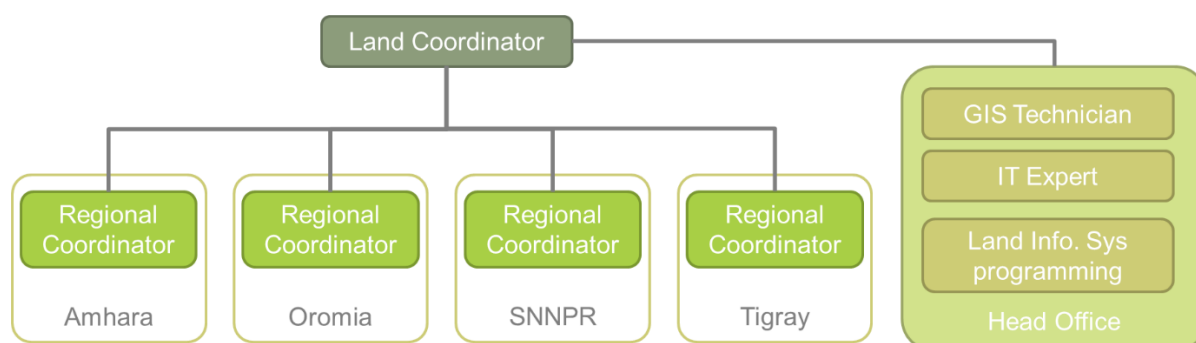 Land Coordinator
GIS Technician
IT Expert
Land Info. Sys
programming
Head Office
Regional
Coordinator
Amhara
Regional
Coordinator
Oromia
Regional
Coordinator
SNNPR
Regional
Coordinator
Tigray